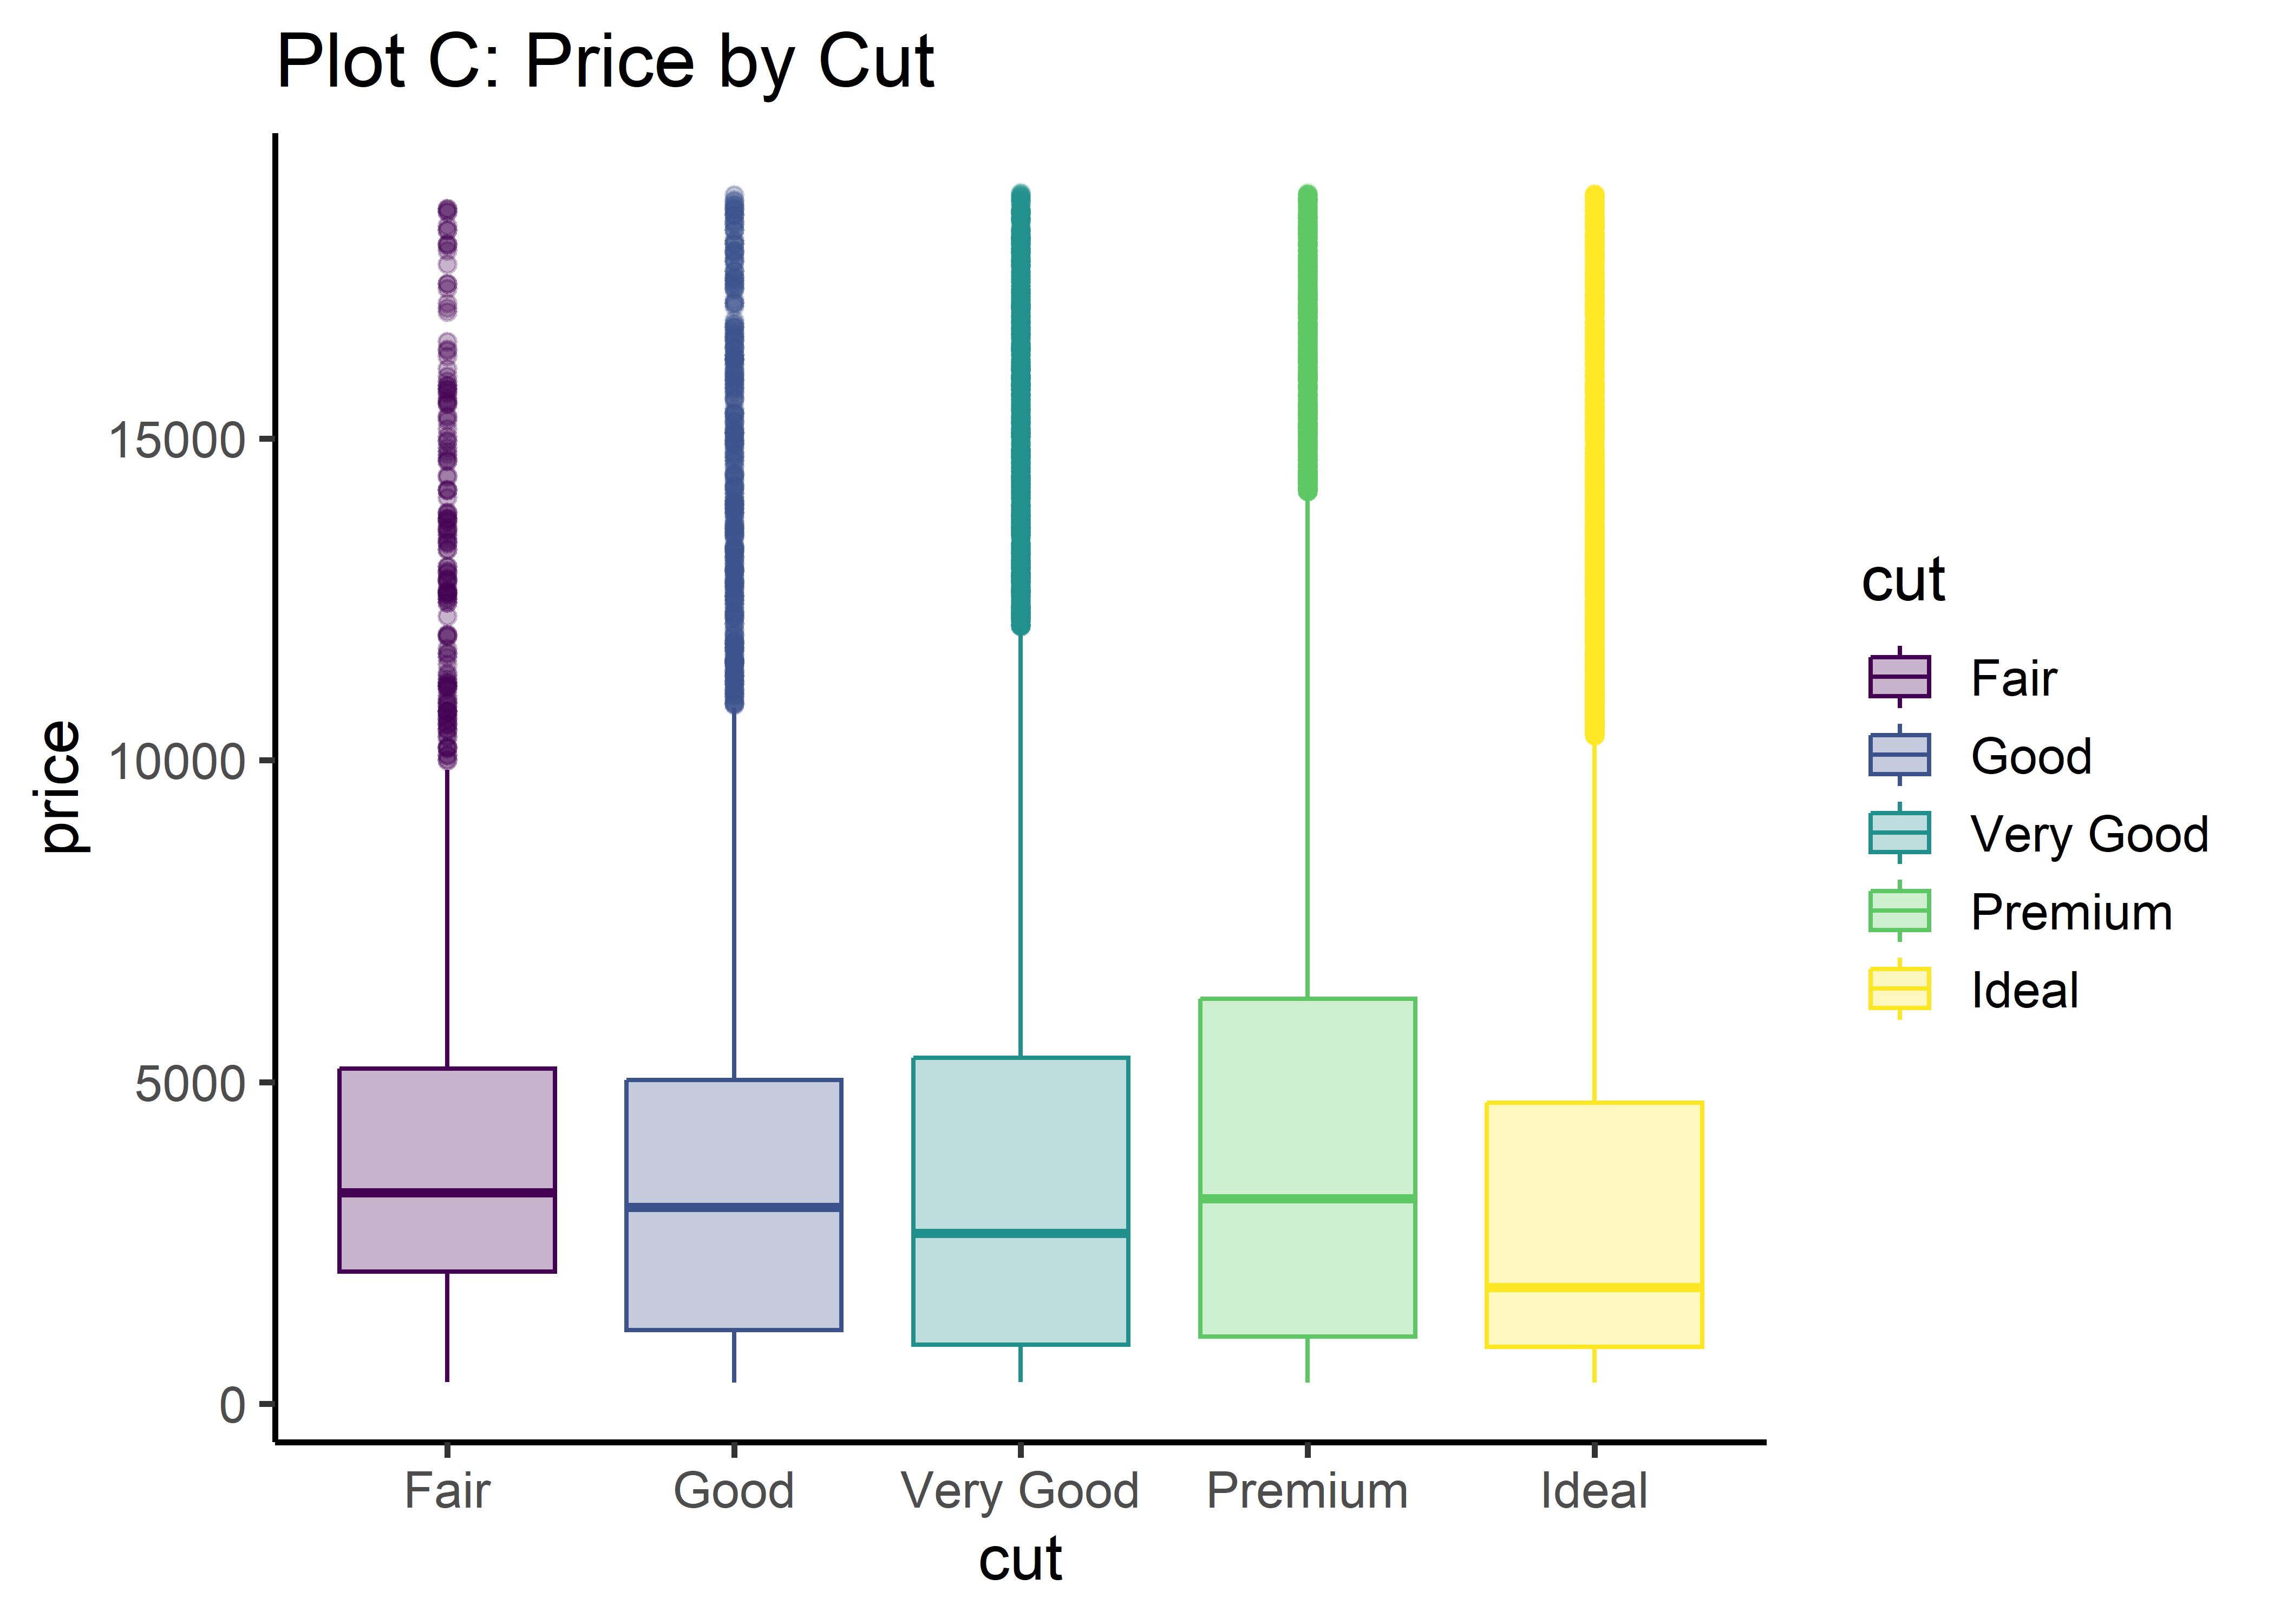 Plot C: Price by Cut
15000
10000
5000
0
price
Fair
Good
Very Good
Premium
Ideal
cut
cut
Fair
Good
Very Good
Premium
Ideal